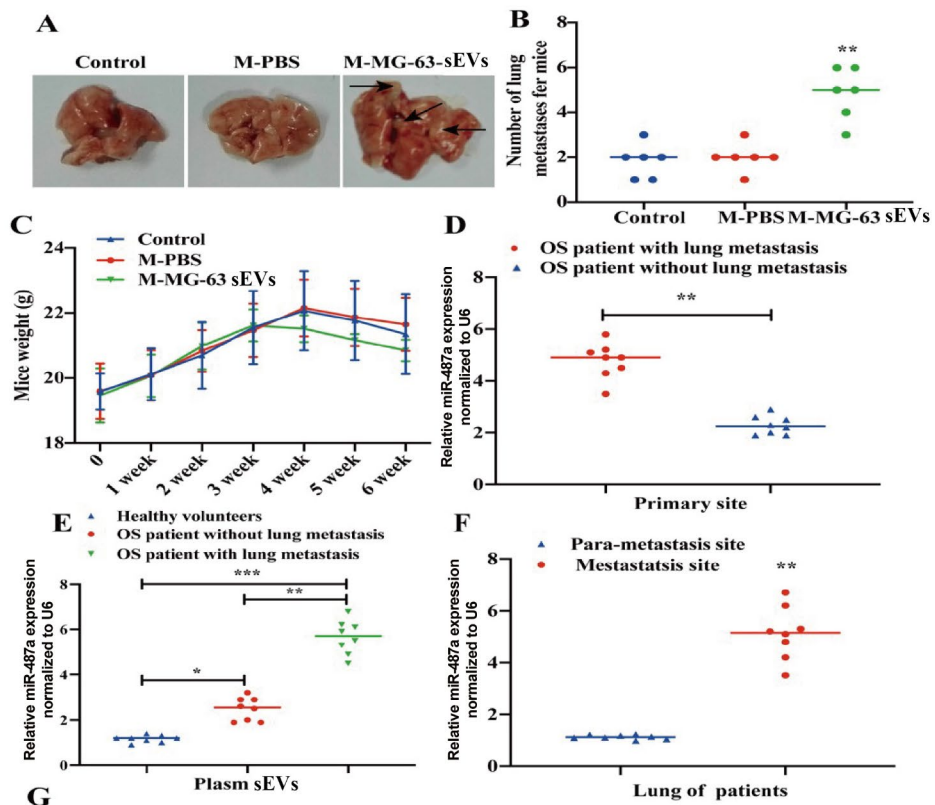 A
Control
M-PBS
M-MG-63-sEVs
B
Number of lung
metastases fer mice
8
6
4
2
0
**
Control
M-PBS
M-MG-63 sEVs
C
Control
M-PBS
M-MG-63 sEVs
Mice weight (g)
24
22
20
18
0
1 week
2 week
3 week
4 week
5 week
6 week
D
OS patient with lung metastasis
OS patient without lung metastasis
Relative miR-487a expression
normalized to U6
8
6
4
2
0
**
Primary site
E
Healthy volunteers
OS patient without lung metastasis
OS patient with lung metastasis
Relative miR-487a expression
normalized to U6
8
6
4
2
0
***
**
*
Plasm sEVs
F
Para-metastasis site
Mestastatsis site
Relative miR-487a expression
normalized to U6
8
6
4
2
0
**
Lung of patients
G